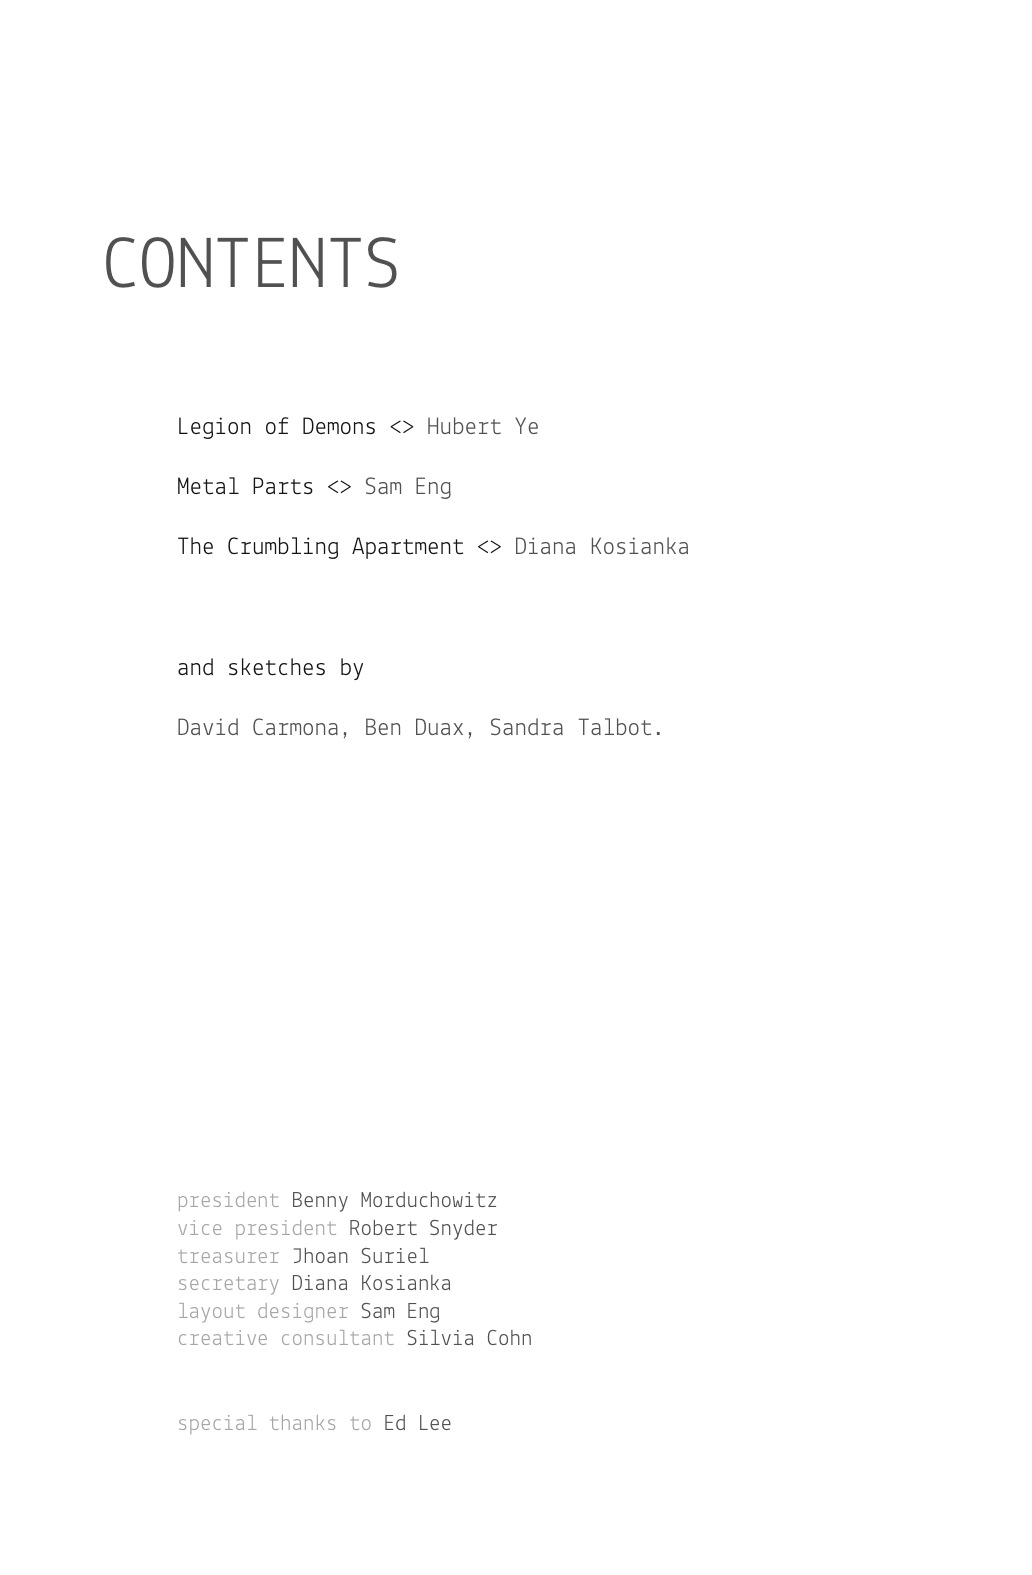 CONTENTS
Legion of Demons <> Hubert Ye
Metal Parts <> Sam Eng
The Crumbling Apartment <> Diana Kosianka
and sketches by
David Carmona, Ben Duax, Sandra Talbot.
president Benny Morduchowitz
vice president Robert Snyder
treasurer Jhoan Suriel
secretary Diana Kosianka
layout designer Sam Eng
creative consultant Silvia Cohn
special thanks to Ed Lee